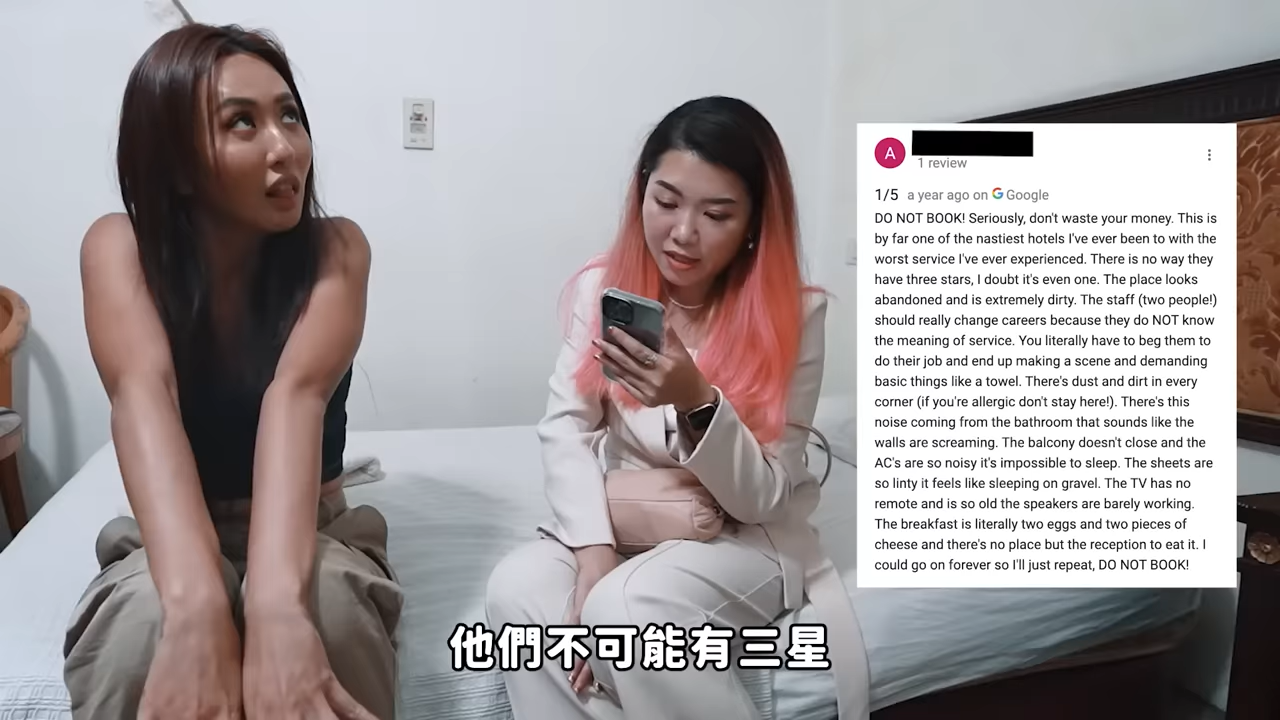 A
1 review
1/5 a year ago on Google
DO NOT BOOK! Seriously, don't waste your money. This is
by far one of the nastiest hotels I've ever been to with the
worst service I've ever experienced. There is no way they
have three stars, I doubt it's even one. The place looks
abandoned and is extremely dirty. The staff (two people!)
should really change careers because they do NOT know
the meaning of service. You literally have to beg them to
do their job and end up making a scene and demanding
basic things like a towel. There's dust and dirt in every
corner (if you're allergic don't stay here!). There's this
noise coming from the bathroom that sounds like the
walls are screaming. The balcony doesn't close and the
AC's are so noisy it's impossible to sleep. The sheets are
so linty it feels like sleeping on gravel. The TV has no
remote and is so old the speakers are barely working.
The breakfast is literally two eggs and two pieces of
cheese and there's no place but the reception to eat it. I
could go on forever so I'll just repeat, DO NOT BOOK!
他們不可能有三星